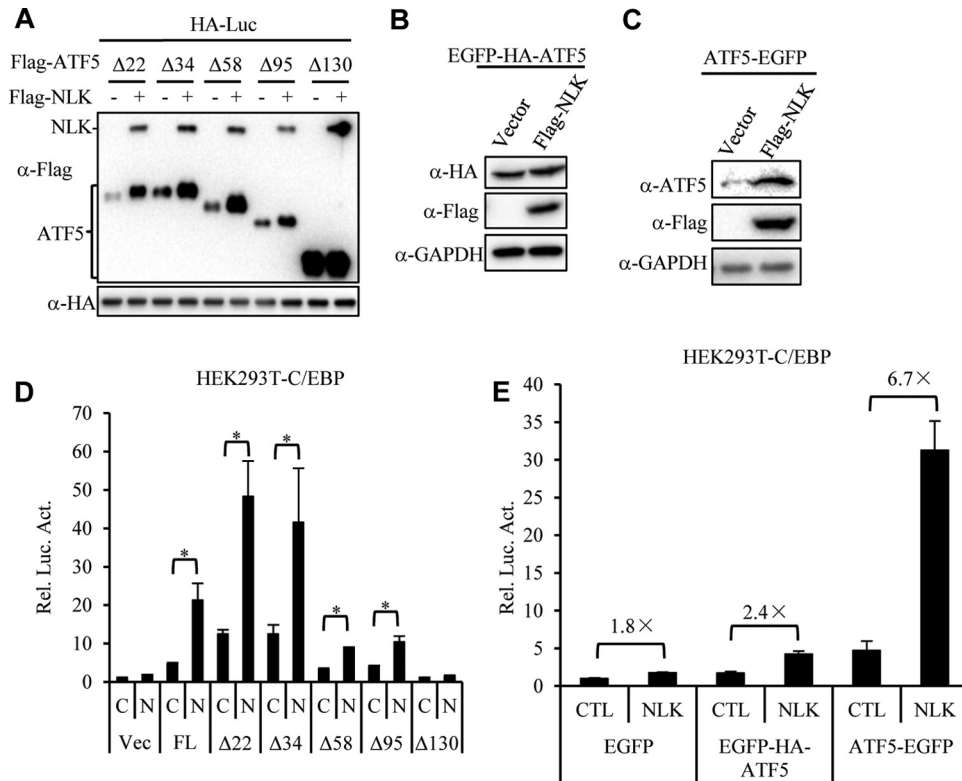 A
HA-Luc
Flag-ATF5 Δ22 Δ34 Δ58 Δ95 Δ130
Flag-NLK - + - + - + - + - +
NLK-
α-Flag
ATF5
α-HA
B
EGFP-HA-ATF5
Vector Flag-NLK
α-HA
α-Flag
α-GAPDH
C
ATF5-EGFP
Vector Flag-NLK
α-ATF5
α-Flag
α-GAPDH
D
HEK293T-C/EBP
Rel. Luc. Act.
70
60
50
40
30
20
10
0
* * * * *
C N C N C N C N C N C N C N
Vec FL Δ22 Δ34 Δ58 Δ95 Δ130
E
HEK293T-C/EBP
Rel. Luc. Act.
40
35
30
25
20
15
10
5
0
1.8× 2.4× 6.7×
CTL NLK CTL NLK CTL NLK
EGFP EGFP-HA- ATF5-EGFP
ATF5